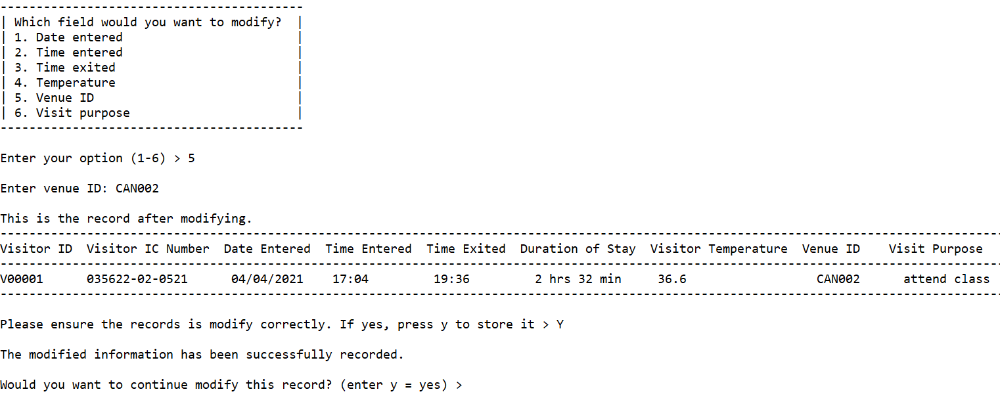 ------------------------------------------
| Which field would you want to modify?  |
| 1. Date entered                        |
| 2. Time entered                        |
| 3. Time exited                         |
| 4. Temperature                         |
| 5. Venue ID                            |
| 6. Visit purpose                       |
------------------------------------------
Enter your option (1-6) > 5
Enter venue ID: CAN002
This is the record after modifying.
-------------------------------------------------------------------------------------------------------------------------------------------
Visitor ID  Visitor IC Number  Date Entered  Time Entered  Time Exited  Duration of Stay  Visitor Temperature  Venue ID    Visit Purpose
-------------------------------------------------------------------------------------------------------------------------------------------
V00001      035622-02-0521      04/04/2021    17:04         19:36         2 hrs 32 min     36.6                  CAN002      attend class
-------------------------------------------------------------------------------------------------------------------------------------------
Please ensure the records is modify correctly. If yes, press y to store it > Y
The modified information has been successfully recorded.
Would you want to continue modify this record? (enter y = yes) >